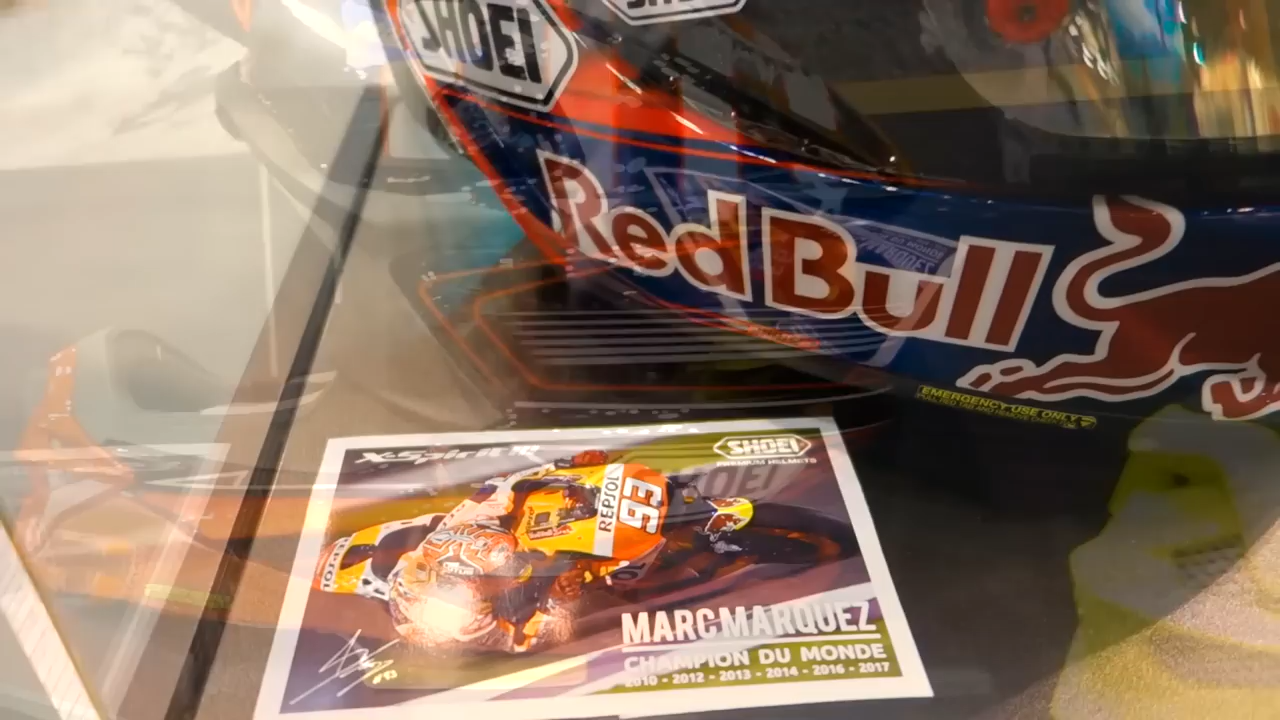 SHOEI
Red Bull
EMERGENCY USE ONLY
X-Spirit III
SHOEI
PREMIUM HELMETS
REPSOL
93
MARC MARQUEZ
CHAMPION DU MONDE
2010 - 2012 - 2013 - 2014 - 2016 - 2017
#93